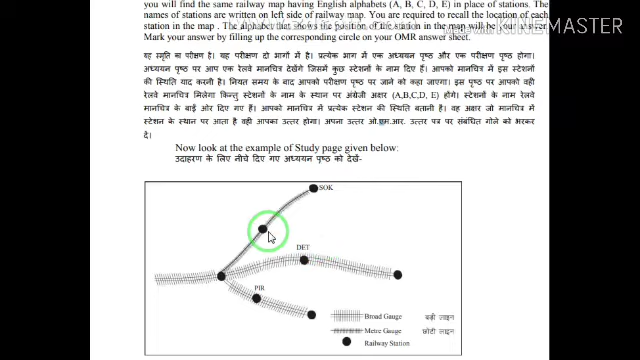 you will find the same railway map having English alphabets (A, B, C, D, E) in place of stations. The
names of stations are written on left side of railway map. You are required to recall the location of each
station in the map . The alphabet that shows the position of the station in the map will be your answer.
Mark your answer by filling up the corresponding circle on your OMR answer sheet.
यह स्मृति का परीक्षण है। यह परीक्षण दो भागों में है। प्रत्येक भाग में एक अध्ययन पृष्ठ और एक परीक्षण पृष्ठ होगा।
अध्ययन पृष्ठ पर आप एक रेलवे मानचित्र देखेंगे जिसमें कुछ स्टेशनों के नाम दिए हैं। आपको मानचित्र में इस स्टेशनों
की स्थिति याद करनी है। नियत समय के बाद आपको परीक्षण पृष्ठ पर जाने को कहा जाएगा। इस पृष्ठ पर आपको वही
रेलवे मानचित्र मिलेगा किन्तु स्टेशनों के नाम के स्थान पर अंग्रेजी अक्षर (A,B,C,D,E) होंगे। स्टेशनों के नाम रेलवे
मानचित्र के बाईं ओर दिए गए हैं। आपको मानचित्र में प्रत्येक स्टेशन की स्थिति बतानी है। वह अक्षर जो मानचित्र में
स्टेशन के स्थान पर आता है वही आपका उत्तर होगा। अपना उत्तर ओ.एम.आर. उत्तर पत्र पर संबंधित गोले को भरकर
दें।
Now look at the example of Study page given below:
उदाहरण के लिए नीचे दिए गए अध्ययन पृष्ठ को देखें-
SOK
DET
PIR
Broad Gauge बड़ी लाइन
Metre Gauge छोटी लाइन
Railway Station
Made with KINEMASTER